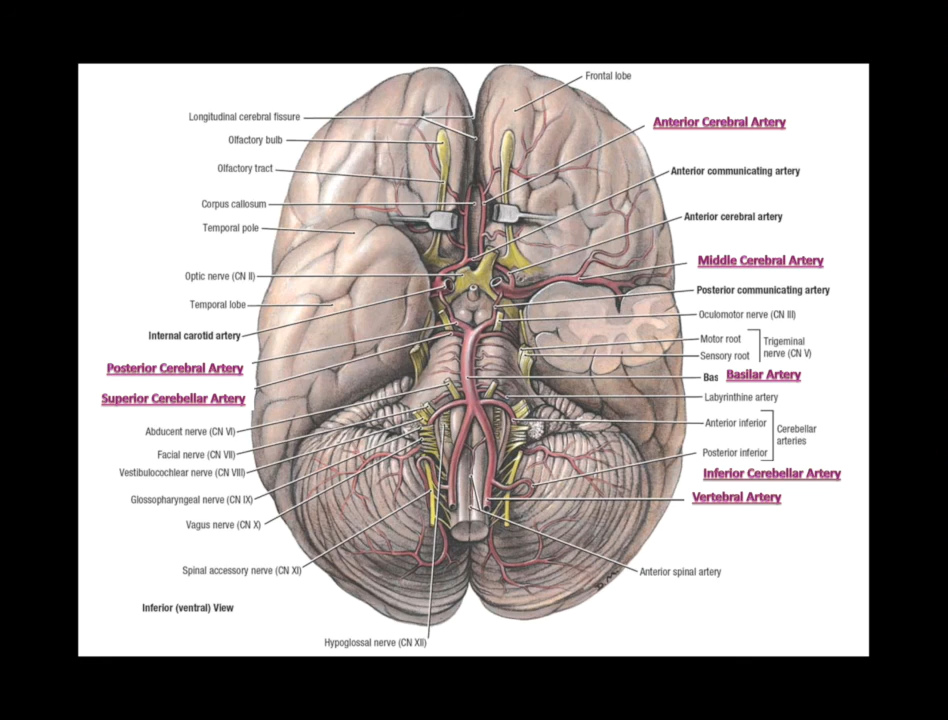 Frontal lobe
Longitudinal cerebral fissure
Anterior Cerebral Artery
Olfactory bulb
Olfactory tract
Anterior communicating artery
Corpus callosum
Anterior cerebral artery
Temporal pole
Middle Cerebral Artery
Optic nerve (CN II)
Posterior communicating artery
Temporal lobe
Oculomotor nerve (CN III)
Internal carotid artery
Motor root
Trigeminal
nerve (CN V)
Sensory root
Posterior Cerebral Artery
Bas Basilar Artery
Superior Cerebellar Artery
Labyrinthine artery
Abducent nerve (CN VI)
Anterior inferior
Cerebellar
arteries
Facial nerve (CN VII)
Posterior inferior
Vestibulocochlear nerve (CN VIII)
Inferior Cerebellar Artery
Glossopharyngeal nerve (CN IX)
Vertebral Artery
Vagus nerve (CN X)
Spinal accessory nerve (CN XI)
Anterior spinal artery
Inferior (ventral) View
Hypoglossal nerve (CN XII)